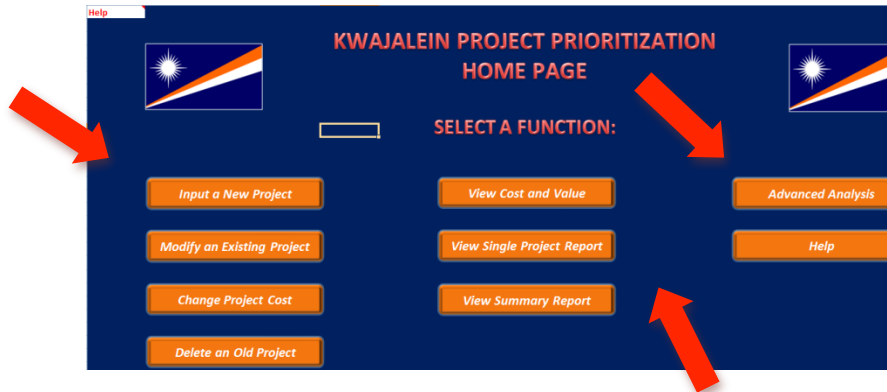 Help
KWAJALEIN PROJECT PRIORITIZATION
HOME PAGE
SELECT A FUNCTION:
Input a New Project
View Cost and Value
Advanced Analysis
Modify an Existing Project
View Single Project Report
Help
Change Project Cost
View Summary Report
Delete an Old Project